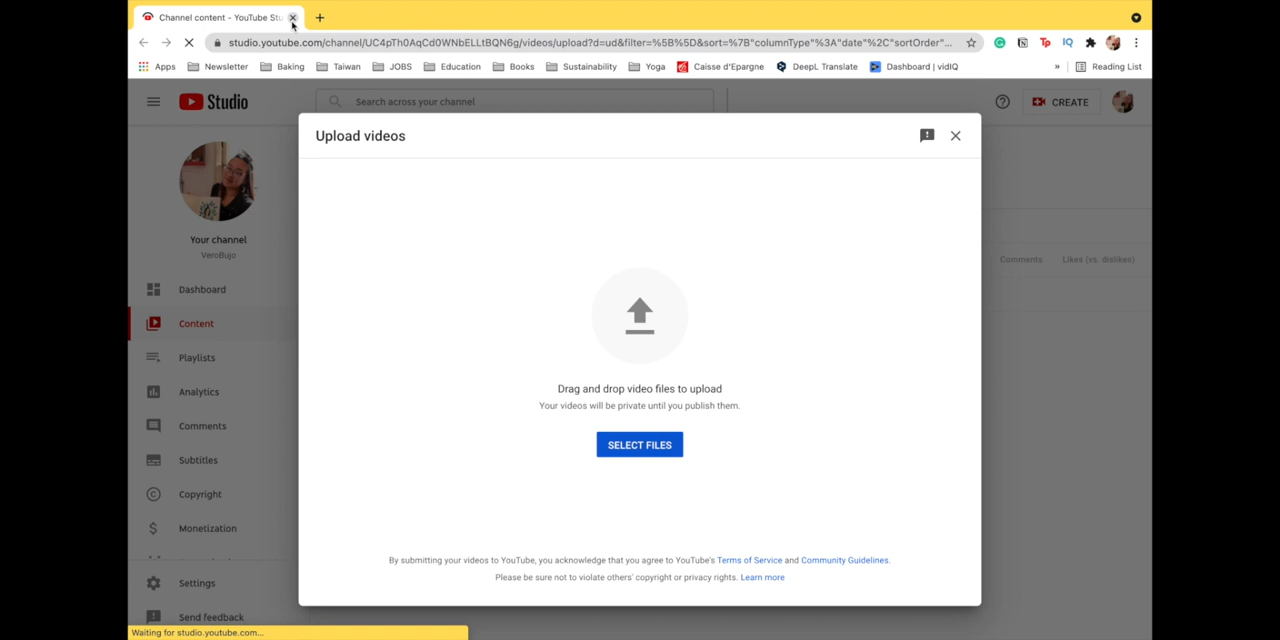 Channel content - YouTube Stu
studio.youtube.com/channel/UC4pTh0AqCd0WNbELLtBQN6g/videos/upload?d=ud&filter=%5B%5D&sort=%7B"columnType"%3A"date"%2C"sortOrder"...
Tp
IQ
Apps Newsletter Baking Taiwan JOBS Education Books Sustainability Yoga Caisse d'Epargne DeepL Translate Dashboard | vidIQ » Reading List
Studio Search across your channel CREATE
Upload videos
Your channel
VeroBujo
Comments Likes (vs. dislikes)
Dashboard
Content
Playlists
Analytics
Drag and drop video files to upload
Your videos will be private until you publish them.
Comments
SELECT FILES
Subtitles
Copyright
Monetization
By submitting your videos to YouTube, you acknowledge that you agree to YouTube's Terms of Service and Community Guidelines.
Please be sure not to violate others' copyright or privacy rights. Learn more
Settings
Send feedback
Waiting for studio.youtube.com...